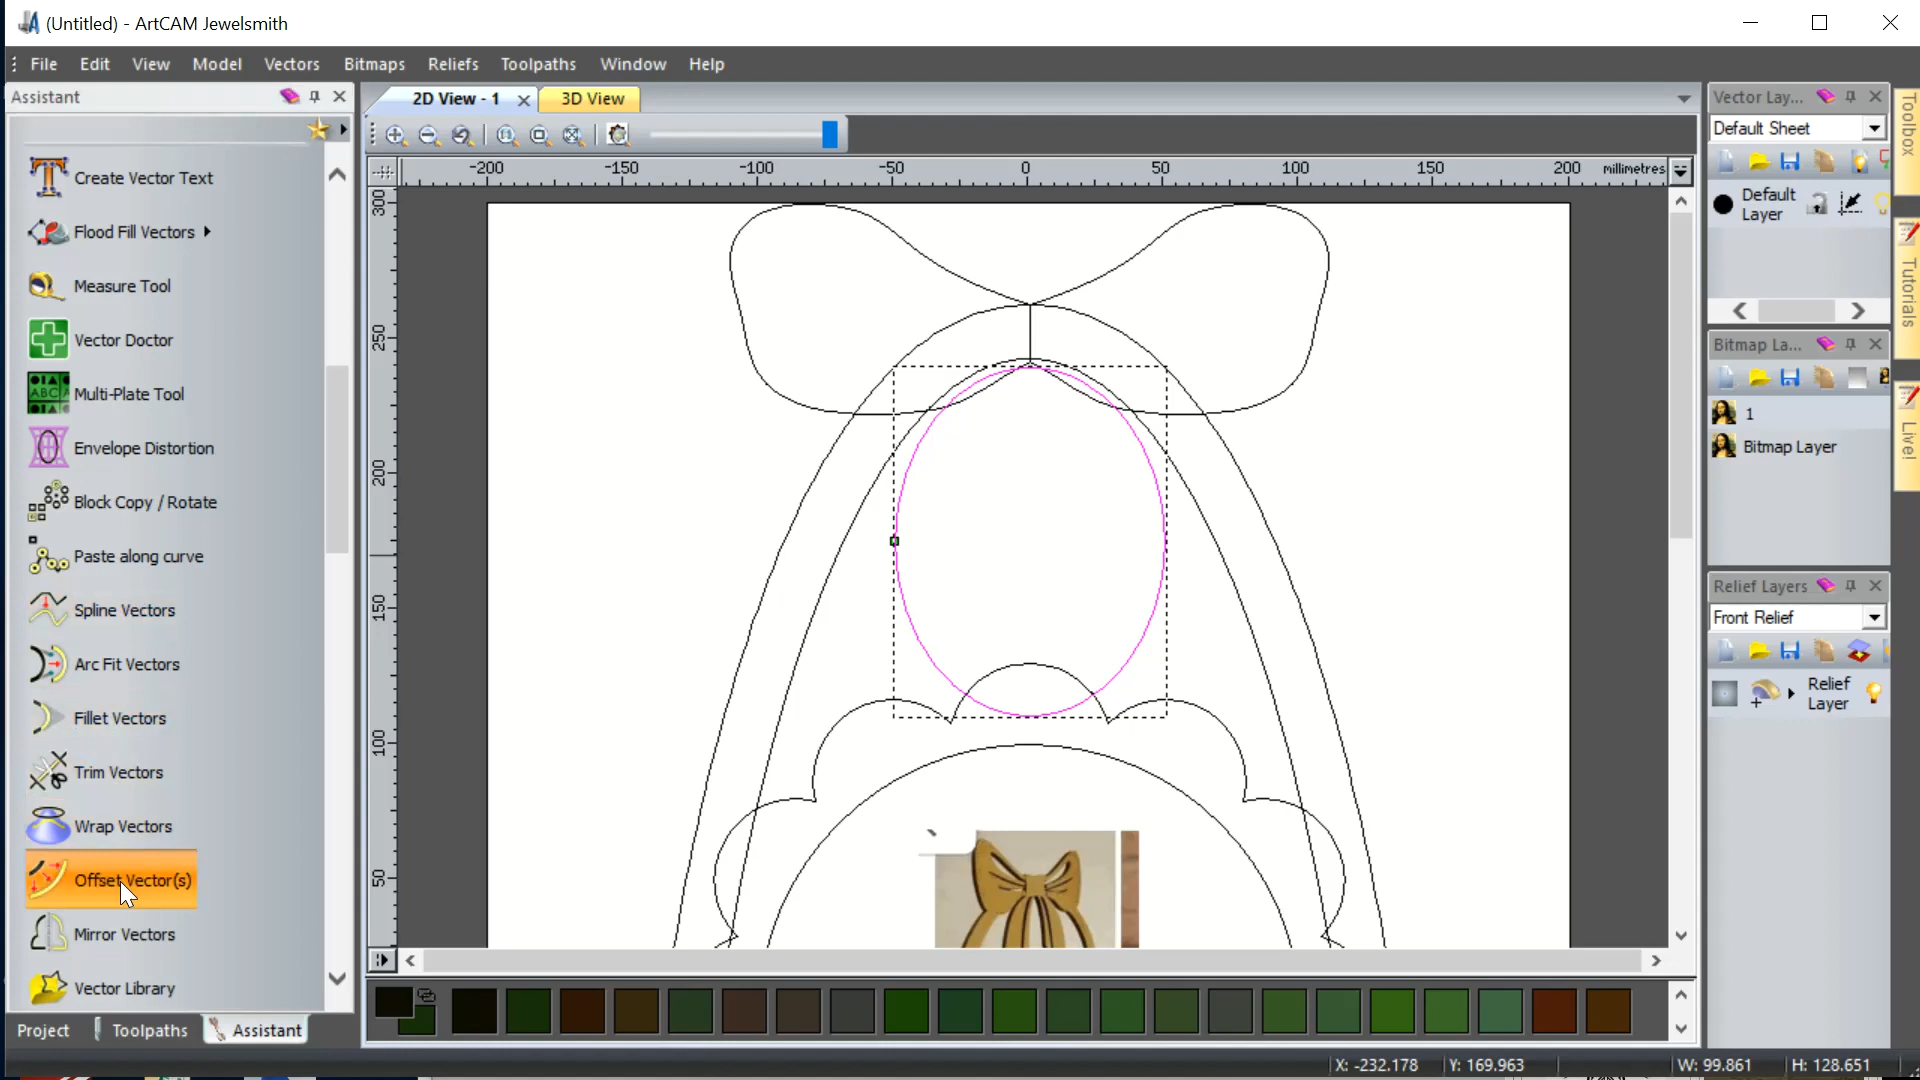 (Untitled) - ArtCAM Jewelsmith
File Edit View Model Vectors Bitmaps Reliefs Toolpaths Window Help
Assistant
Create Vector Text
Flood Fill Vectors
Measure Tool
Vector Doctor
Multi-Plate Tool
Envelope Distortion
Block Copy / Rotate
Paste along curve
Spline Vectors
Arc Fit Vectors
Fillet Vectors
Trim Vectors
Wrap Vectors
Offset Vector(s)
Mirror Vectors
Vector Library
Project Toolpaths Assistant
2D View - 1 3D View
-200 -150 -100 -50 0 50 100 150 200 millimetres
300
250
200
150
100
50
Vector Lay...
Default Sheet
Default
Layer
Bitmap La...
1
Bitmap Layer
Relief Layers
Front Relief
Relief
Layer
Toolbox
Tutorials
Live!
X: -232.178 Y: 169.963 W: 99.861 H: 128.651